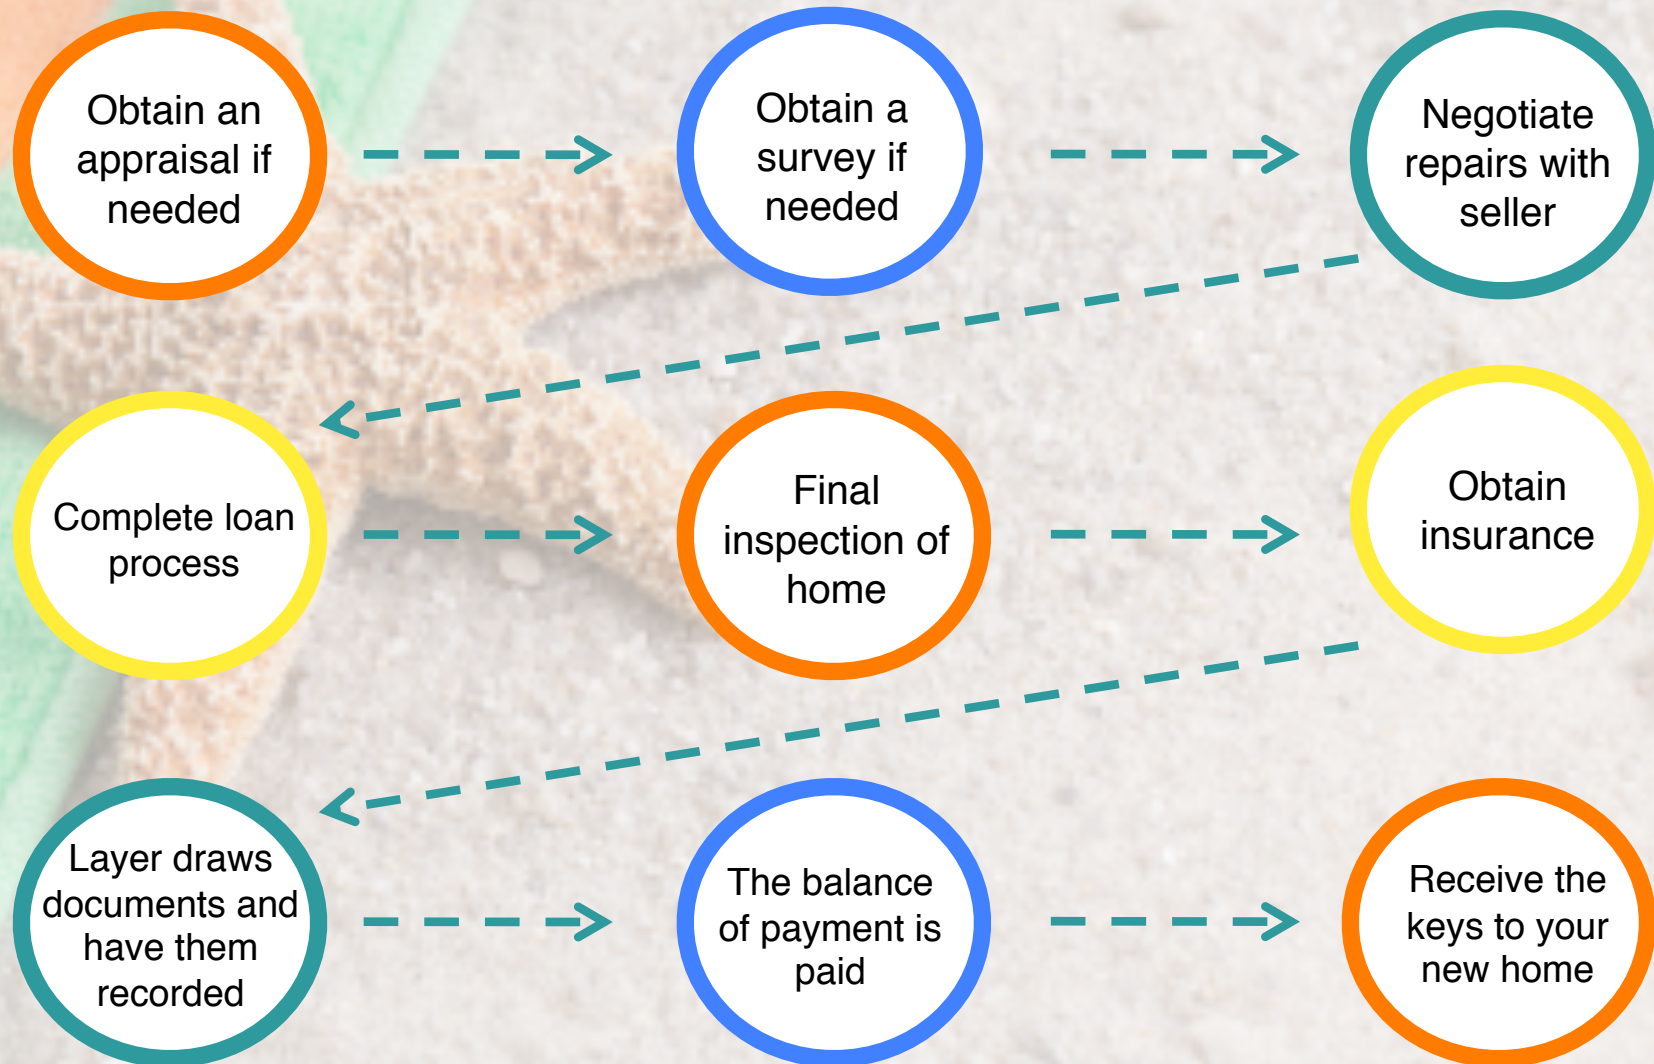 Obtain an
appraisal if
needed
Obtain a
survey if
needed
Negotiate
repairs with
seller
Complete loan
process
Final
inspection of
home
Obtain
insurance
Layer draws
documents and
have them
recorded
The balance
of payment is
paid
Receive the
keys to your
new home